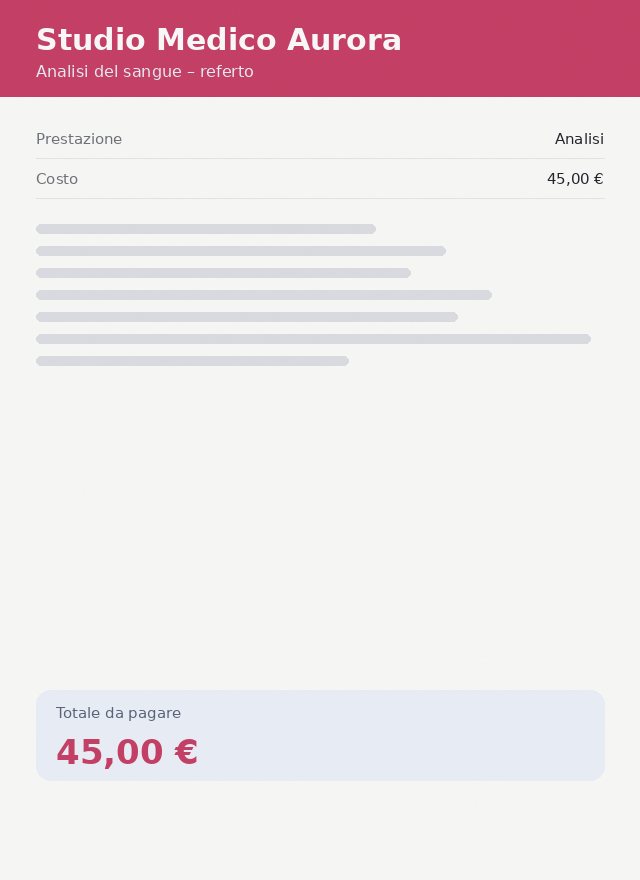 Studio Medico Aurora
Analisi del sangue – referto
Prestazione Analisi
Costo 45,00 €
Totale da pagare
45,00 €